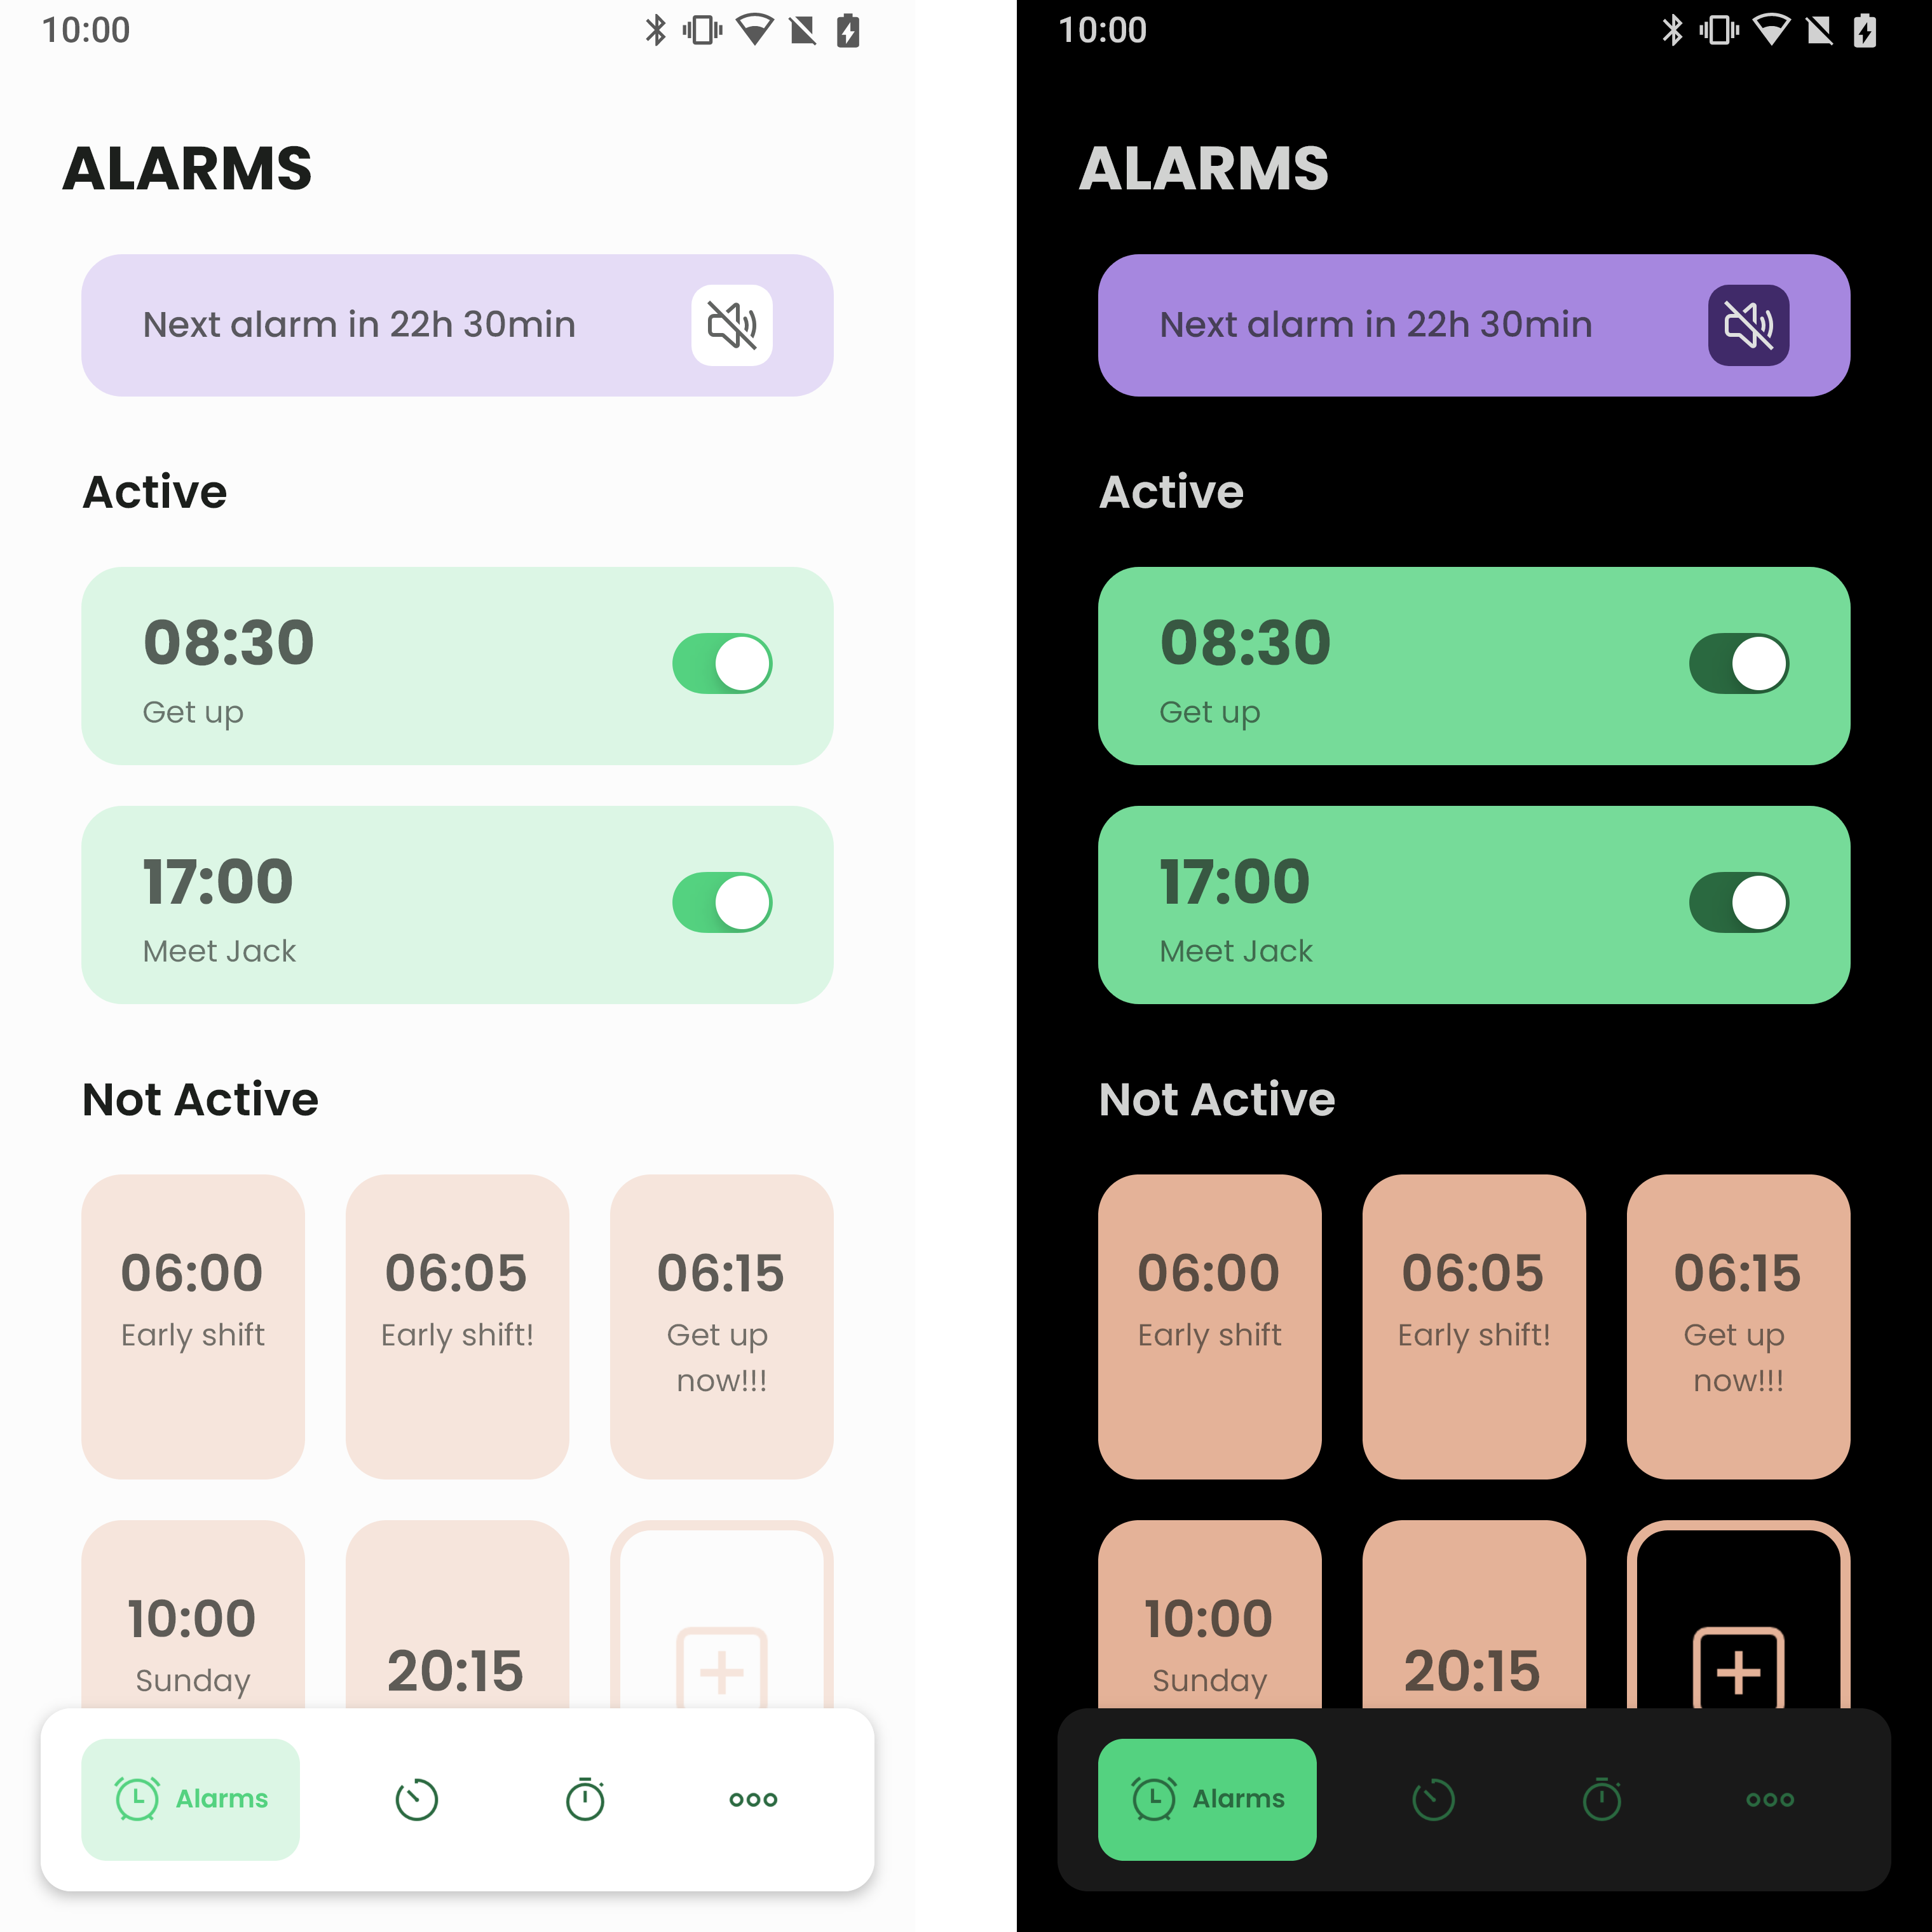 10:00
ALARMS
Next alarm in 22h 30min
Active
08:30
Get up
17:00
Meet Jack
Not Active
06:00
Early shift
06:05
Early shift!
06:15
Get up
now!!!
10:00
Sunday
20:15
Alarms
10:00
ALARMS
Next alarm in 22h 30min
Active
08:30
Get up
17:00
Meet Jack
Not Active
06:00
Early shift
06:05
Early shift!
06:15
Get up
now!!!
10:00
Sunday
20:15
Alarms